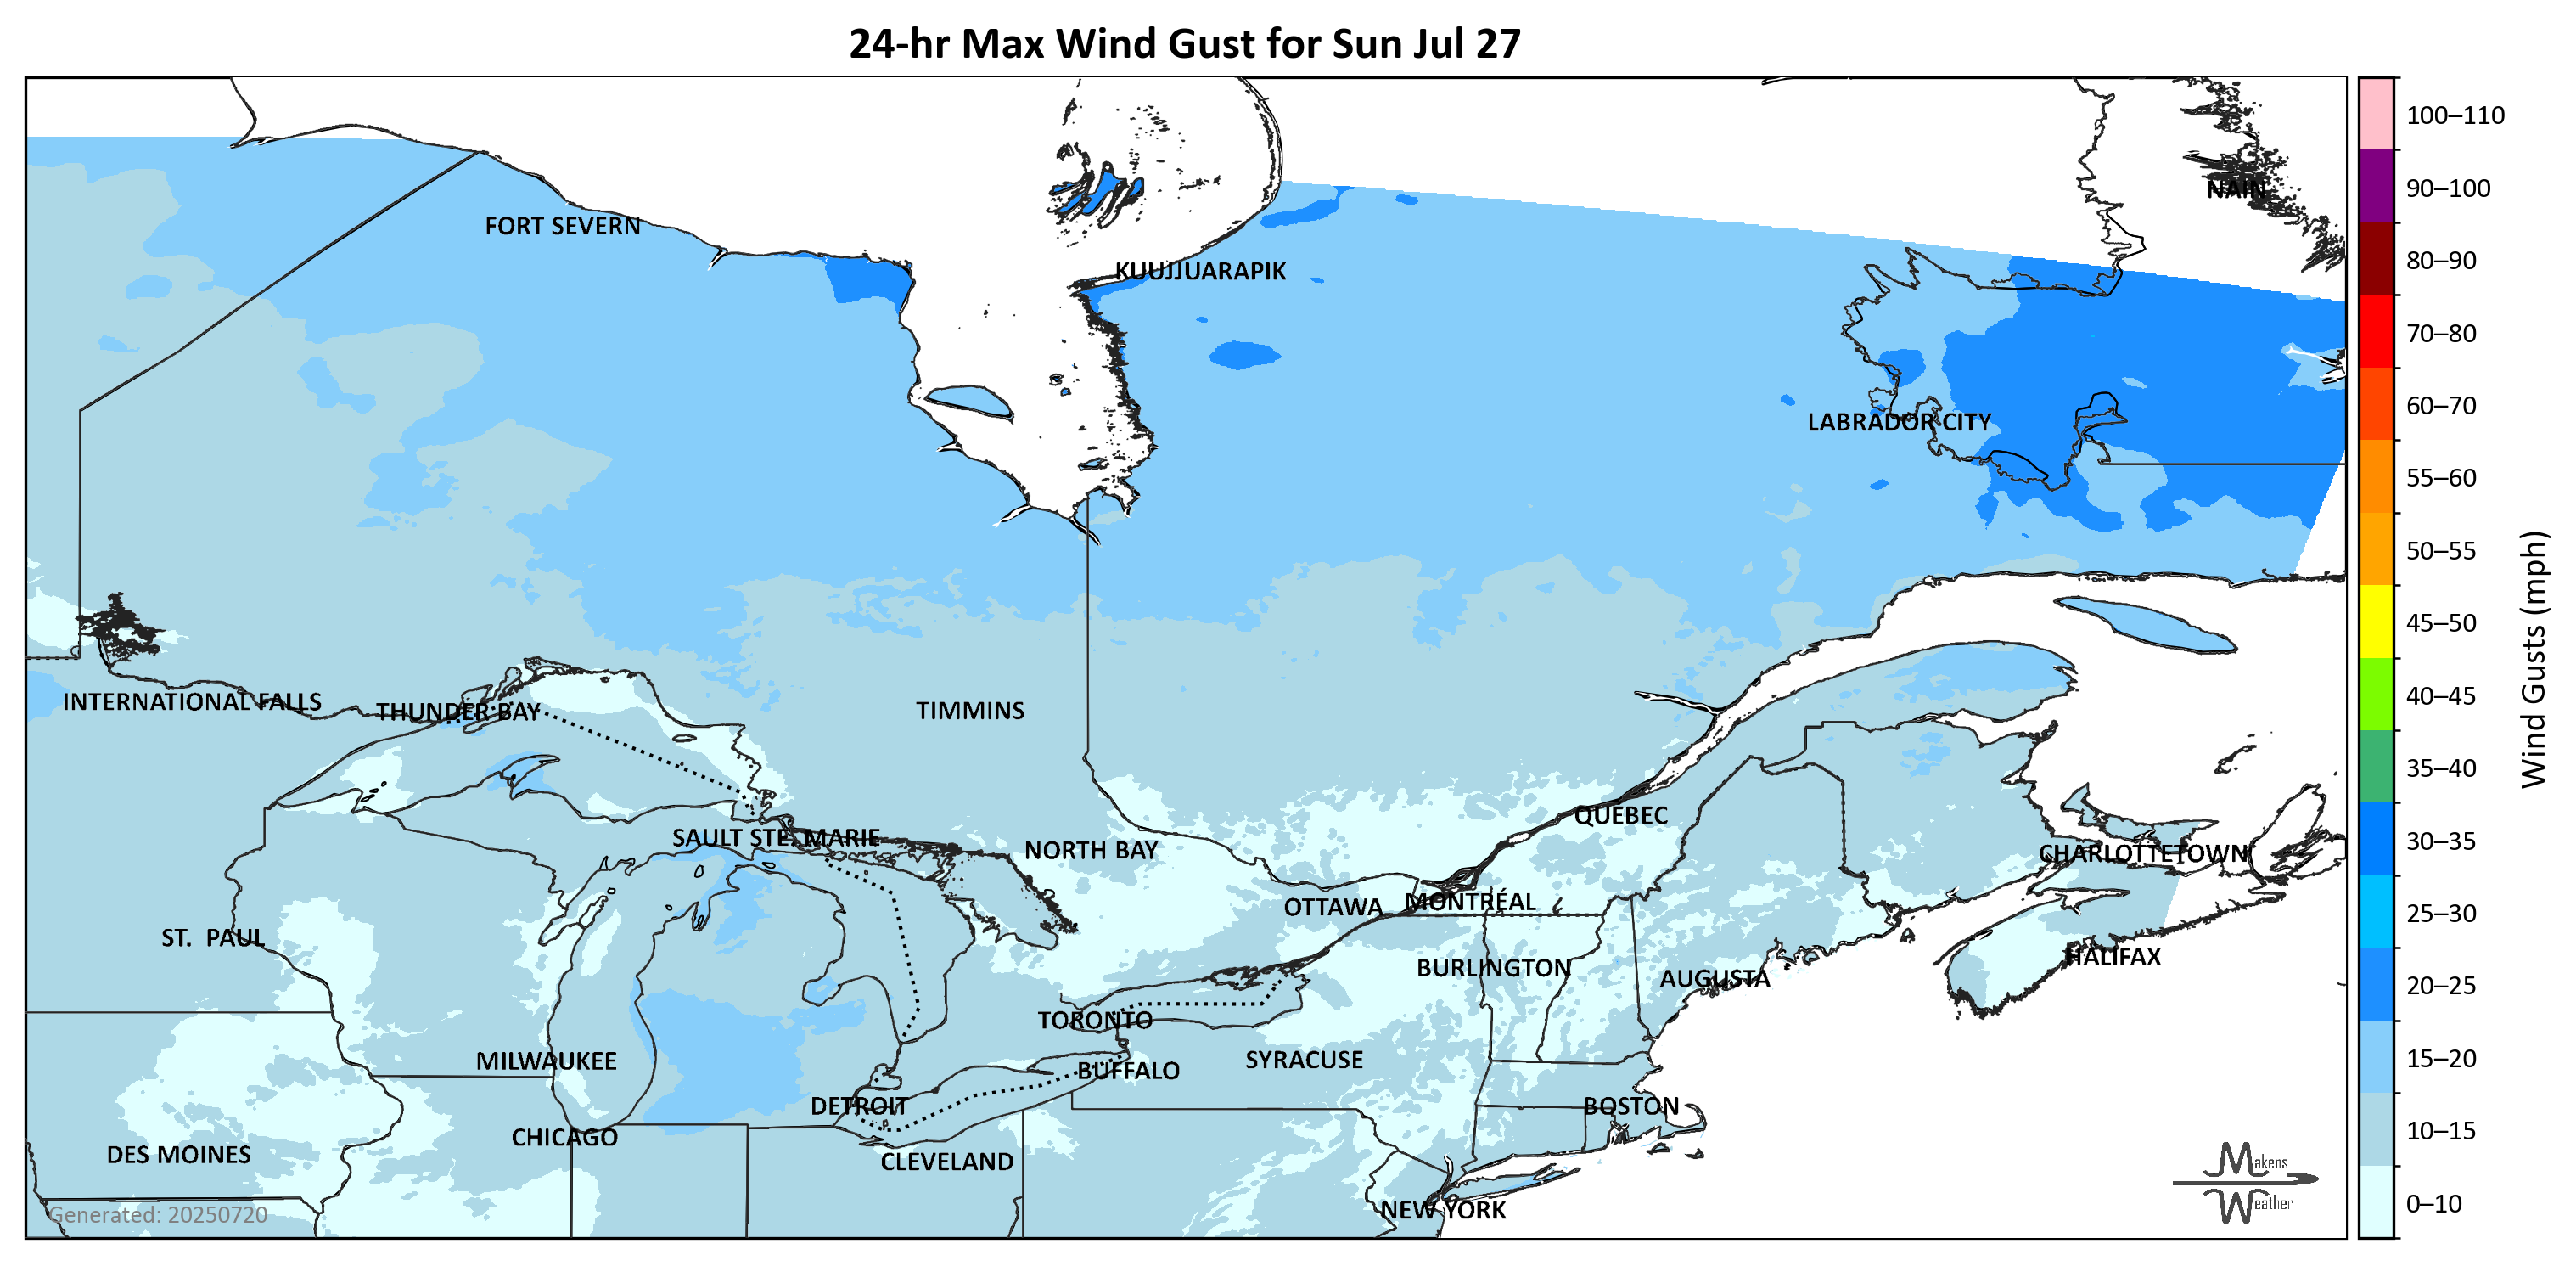 24-hr Max Wind Gust for Sun Jul 27
100–110
90–100
NAIN
FORT SEVERN
80–90
KUUJJUARAPIK
70–80
60–70
LABRADOR CITY
55–60
50–55
45–50
Wind Gusts (mph)
INTERNATIONAL FALLS
THUNDER BAY
TIMMINS
40–45
35–40
QUEBEC
SAULT STE. MARIE
NORTH BAY
CHARLOTTETOWN
30–35
OTTAWA
MONTRÉAL
25–30
ST. PAUL
HALIFAX
BURLINGTON
AUGUSTA
20–25
TORONTO
MILWAUKEE
SYRACUSE
BUFFALO
15–20
DETROIT
BOSTON
CHICAGO
10–15
DES MOINES
CLEVELAND
Makens
Weather
NEW YORK
0–10
Generated: 20250720